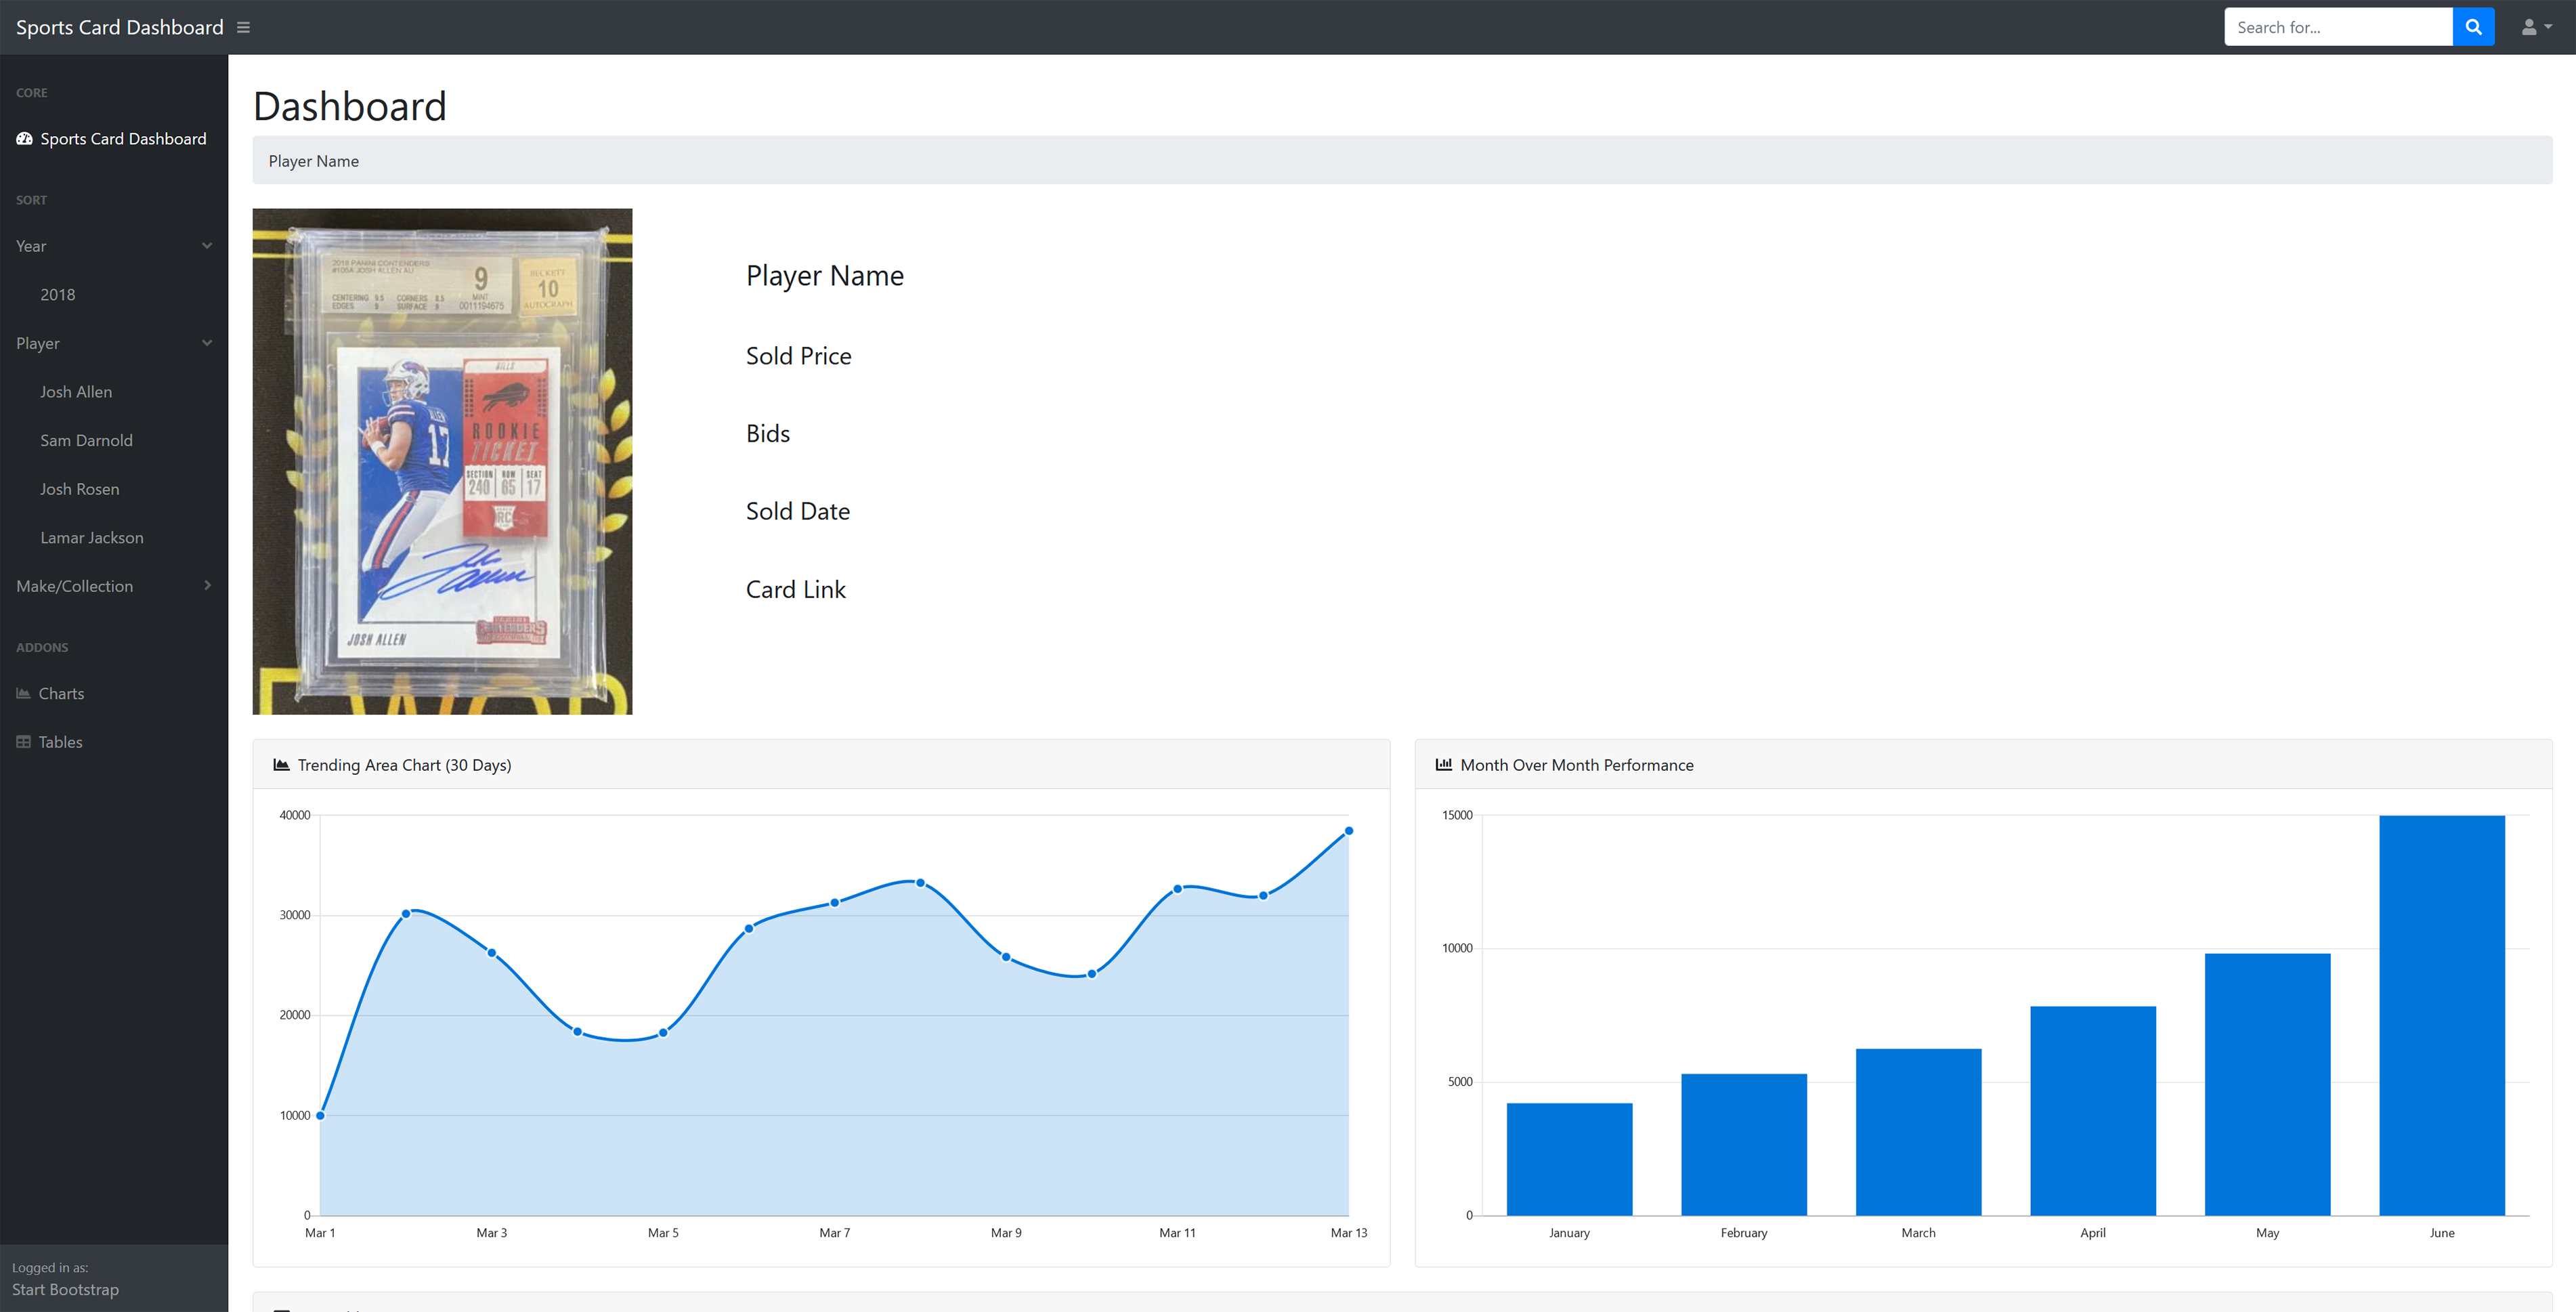 Sports Card Dashboard
Search for...
CORE
Sports Card Dashboard
SORT
Year
2018
Player
Josh Allen
Sam Darnold
Josh Rosen
Lamar Jackson
Make/Collection
ADDONS
Charts
Tables
Logged in as:
Start Bootstrap
Dashboard
Player Name
2018 PANINI CONTENDERS
#105A JOSH ALLEN AU
9
MINT
0011194675
CENTERING 9.5 CORNERS 8.5
EDGES 9 SURFACE 9
BECKETT
10
AUTOGRAPH
BILLS
ALLEN
17
ROOKIE
TICKET
SECTION ROW SEAT
240 65 17
RC
JOSH ALLEN
PANINI
CONTENDERS
Player Name
Sold Price
Bids
Sold Date
Card Link
Trending Area Chart (30 Days)
40000
30000
20000
10000
0
Mar 1 Mar 3 Mar 5 Mar 7 Mar 9 Mar 11 Mar 13
Month Over Month Performance
15000
10000
5000
0
January February March April May June